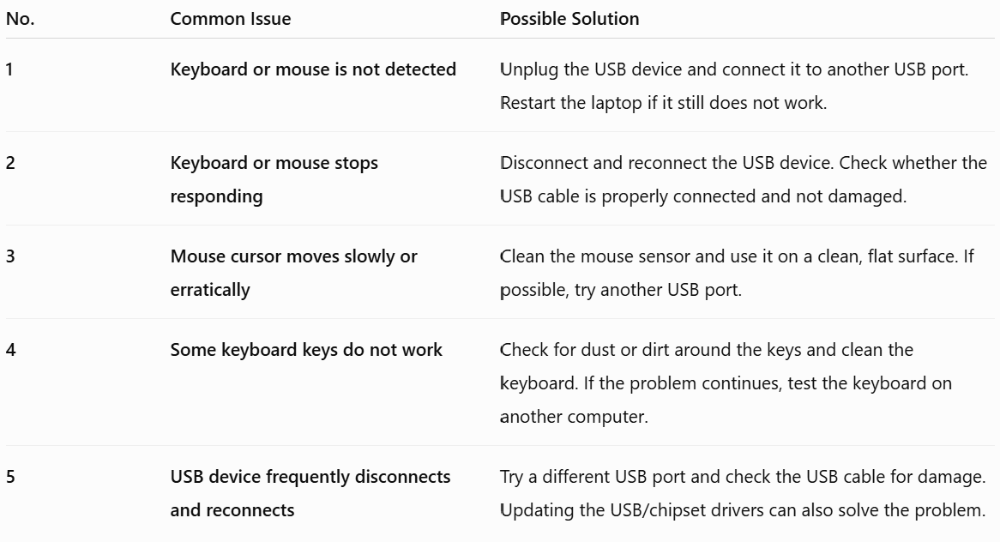 No. Common Issue Possible Solution
1 Keyboard or mouse is not detected Unplug the USB device and connect it to another USB port.
Restart the laptop if it still does not work.
2 Keyboard or mouse stops Disconnect and reconnect the USB device. Check whether the
responding USB cable is properly connected and not damaged.
3 Mouse cursor moves slowly or Clean the mouse sensor and use it on a clean, flat surface. If
erratically possible, try another USB port.
4 Some keyboard keys do not work Check for dust or dirt around the keys and clean the
keyboard. If the problem continues, test the keyboard on
another computer.
5 USB device frequently disconnects Try a different USB port and check the USB cable for damage.
and reconnects Updating the USB/chipset drivers can also solve the problem.